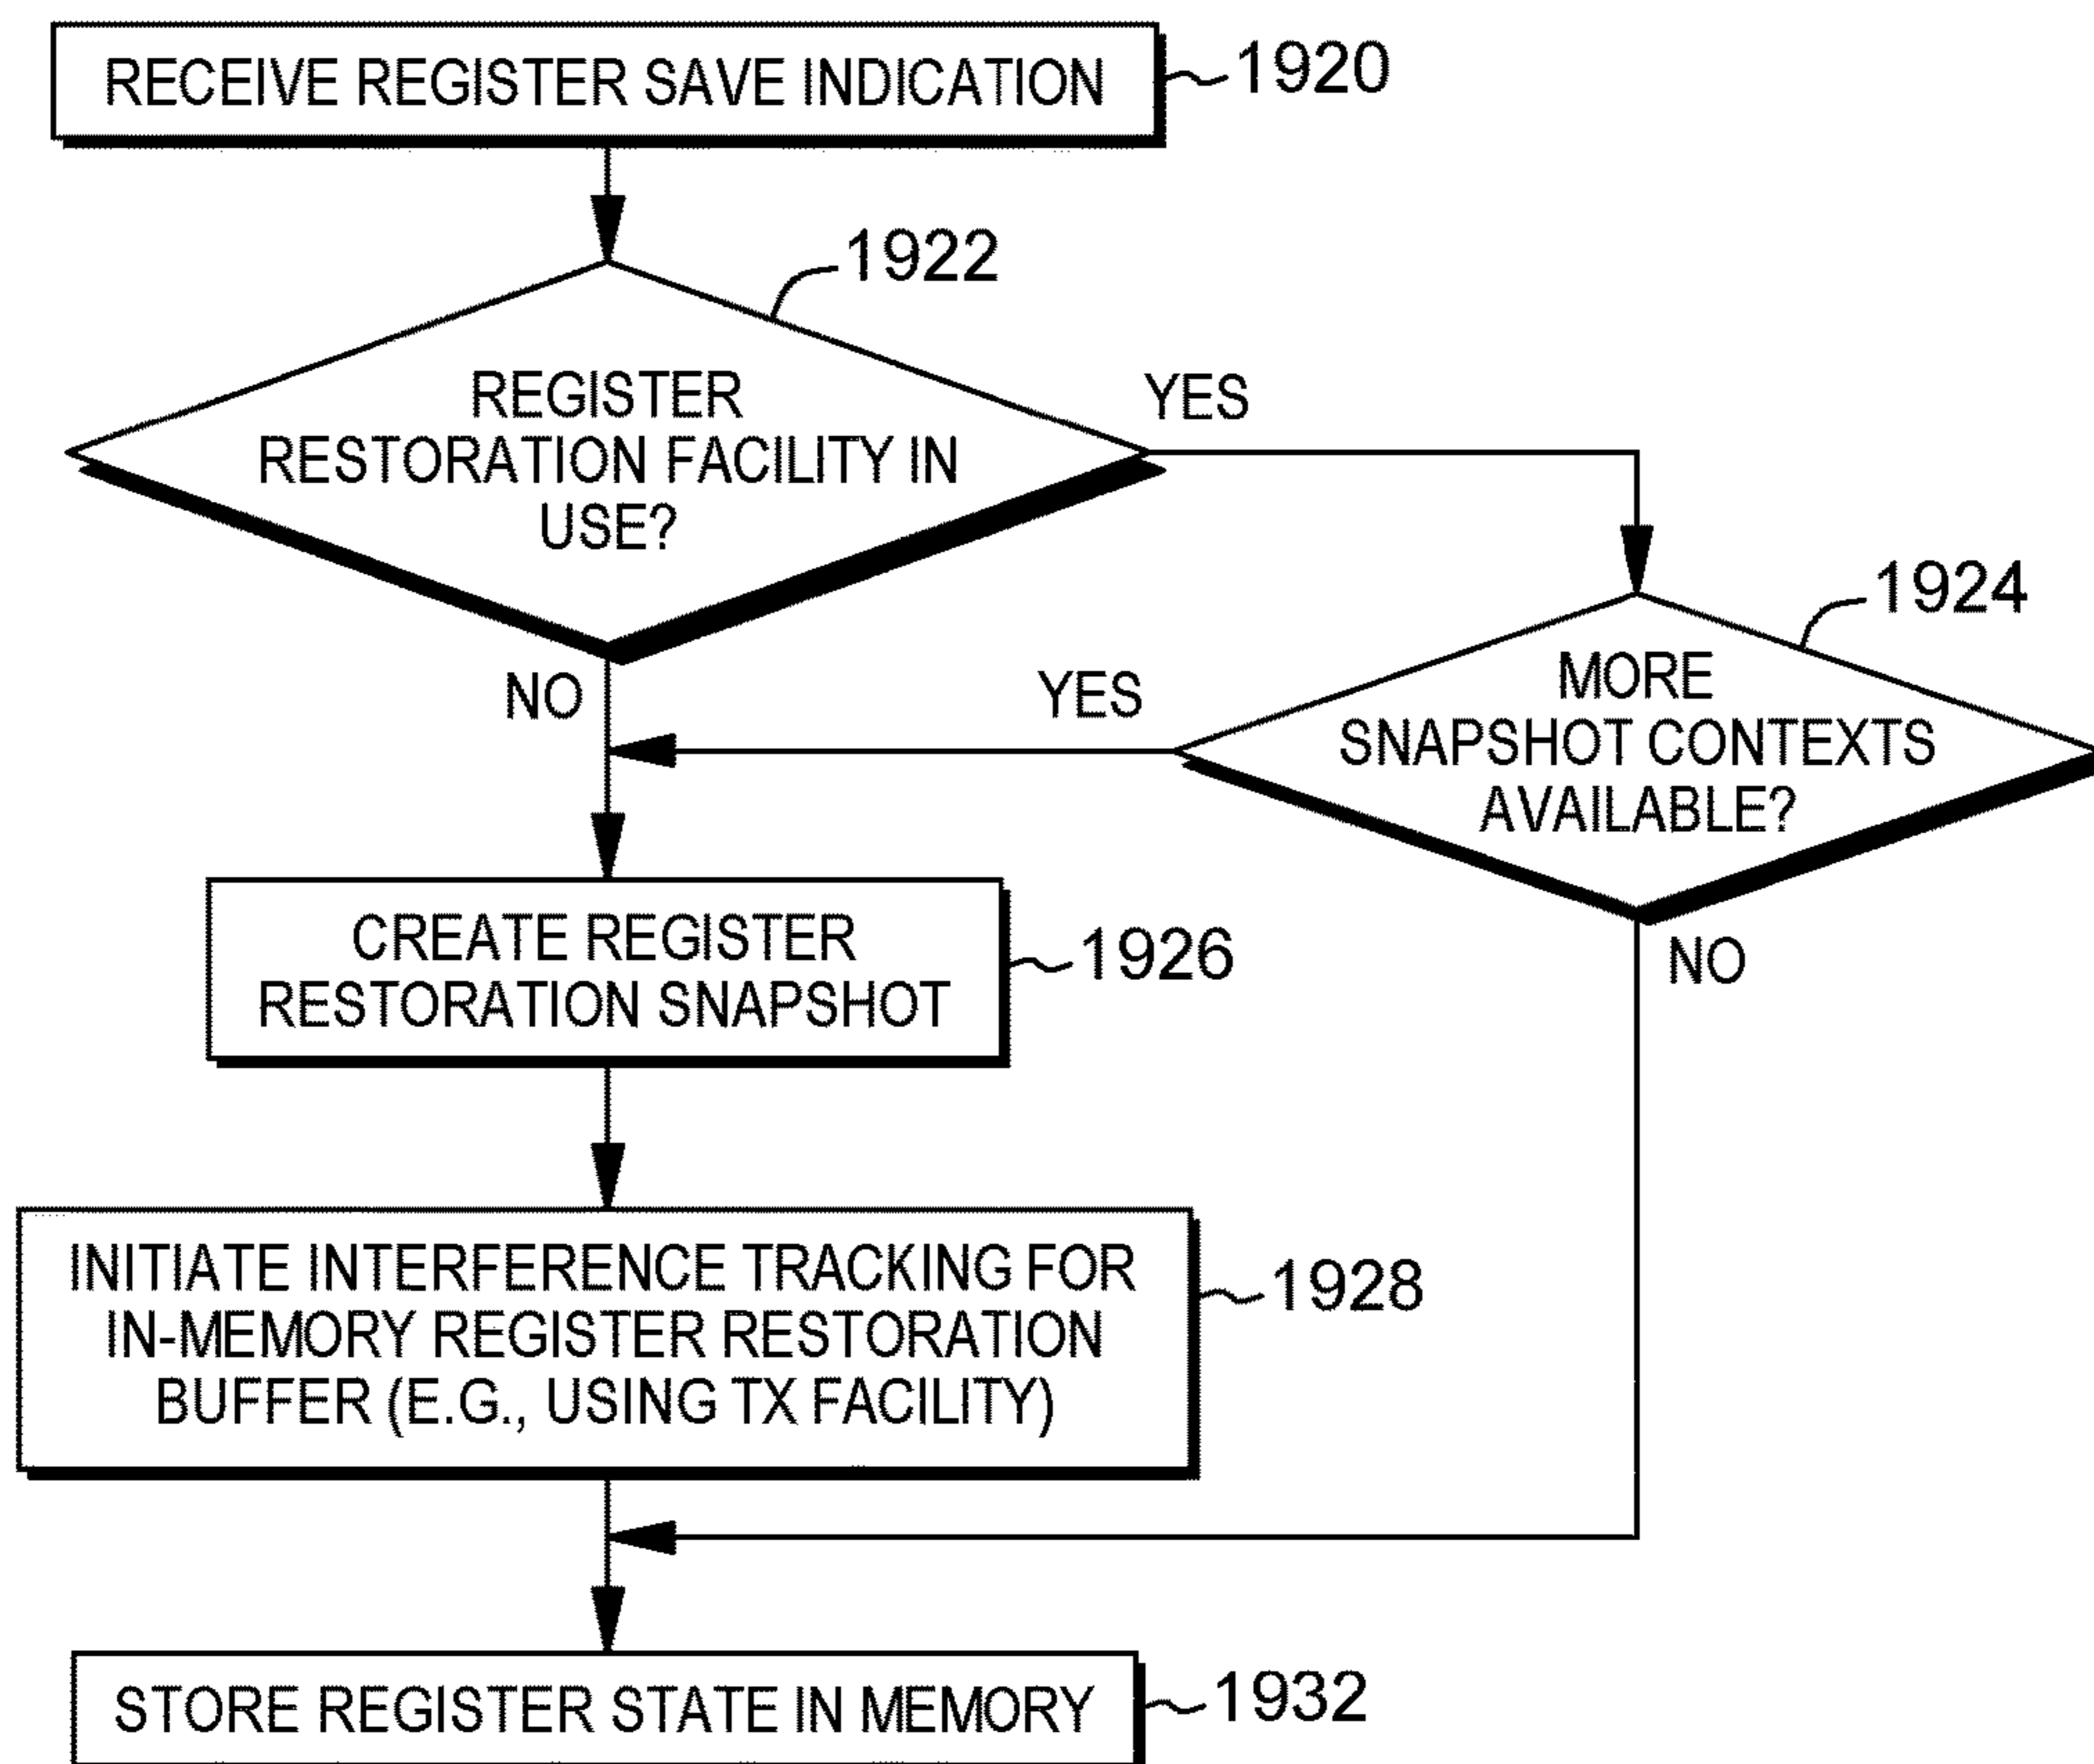 RECEIVE REGISTER SAVE INDICATION
1920
1922
REGISTER
RESTORATION FACILITY IN
USE?
YES
1924
MORE
SNAPSHOT CONTEXTS
AVAILABLE?
NO
YES
NO
CREATE REGISTER
RESTORATION SNAPSHOT
1926
INITIATE INTERFERENCE TRACKING FOR
IN-MEMORY REGISTER RESTORATION
BUFFER (E.G., USING TX FACILITY)
1928
STORE REGISTER STATE IN MEMORY
1932